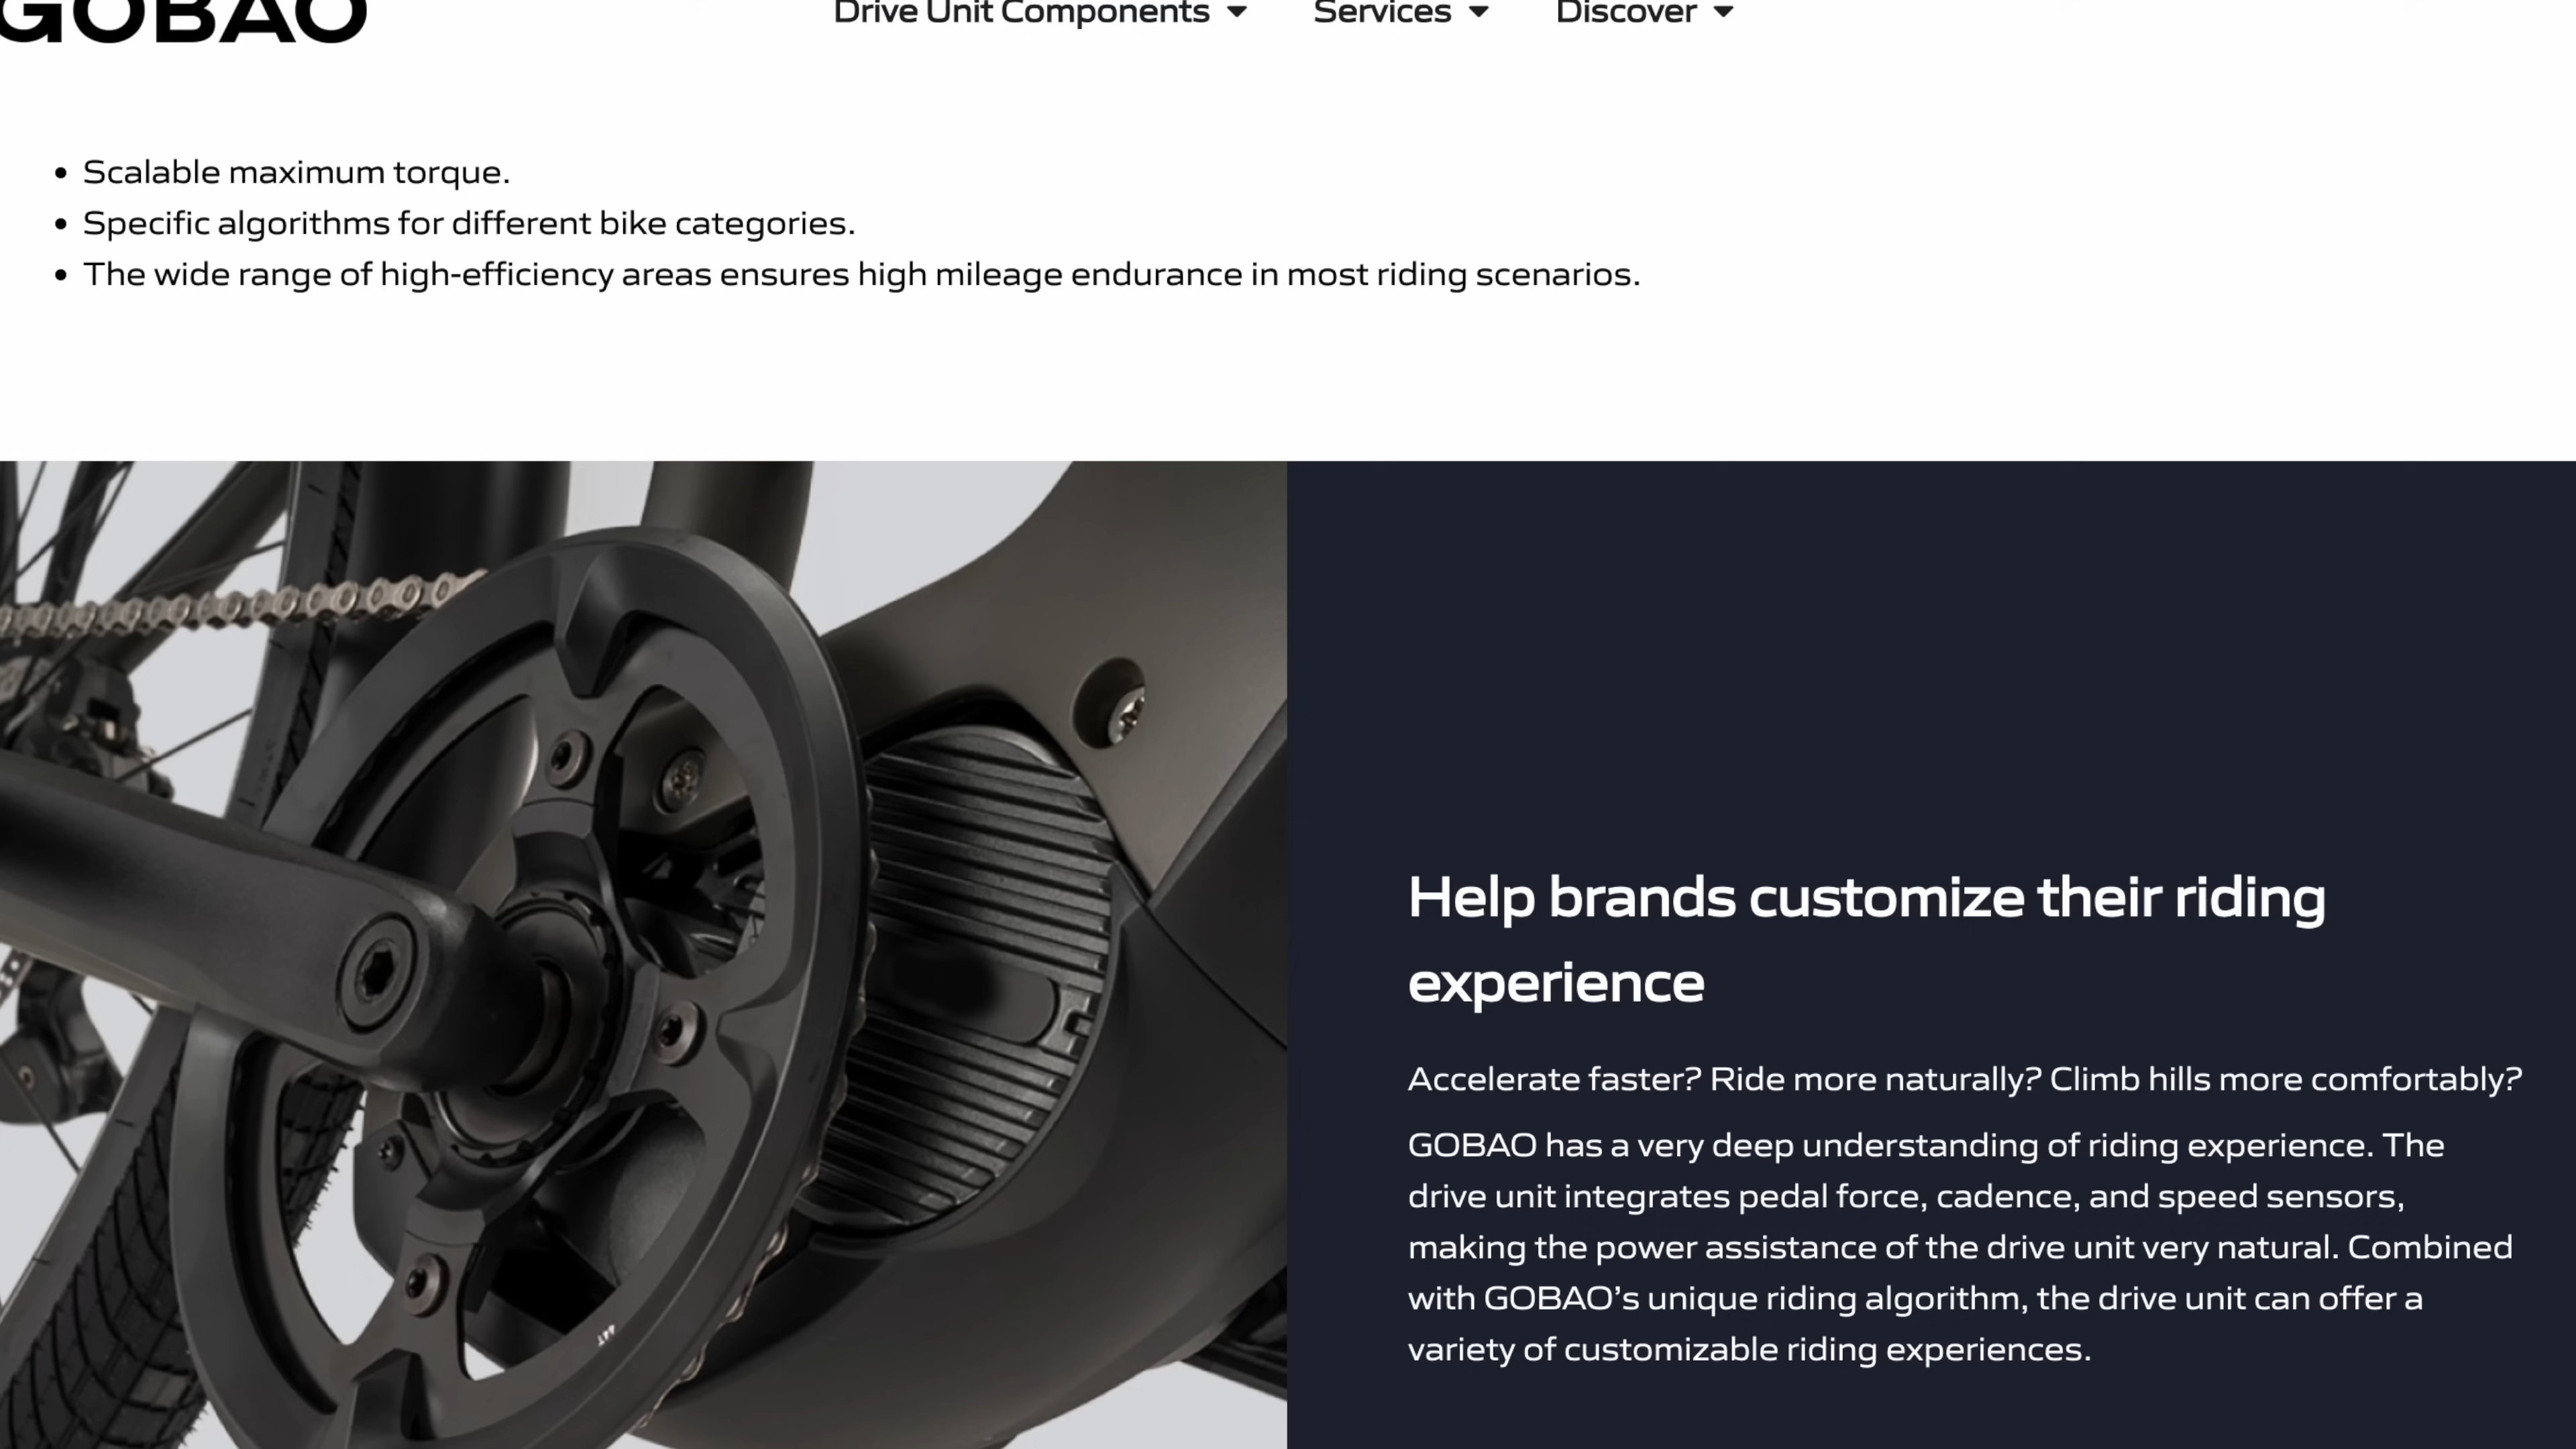 GOBAO
Drive Unit Components
Services
Discover
Scalable maximum torque.
Specific algorithms for different bike categories.
The wide range of high-efficiency areas ensures high mileage endurance in most riding scenarios.
Help brands customize their riding
experience
Accelerate faster? Ride more naturally? Climb hills more comfortably?
GOBAO has a very deep understanding of riding experience. The
drive unit integrates pedal force, cadence, and speed sensors,
making the power assistance of the drive unit very natural. Combined
with GOBAO's unique riding algorithm, the drive unit can offer a
variety of customizable riding experiences.